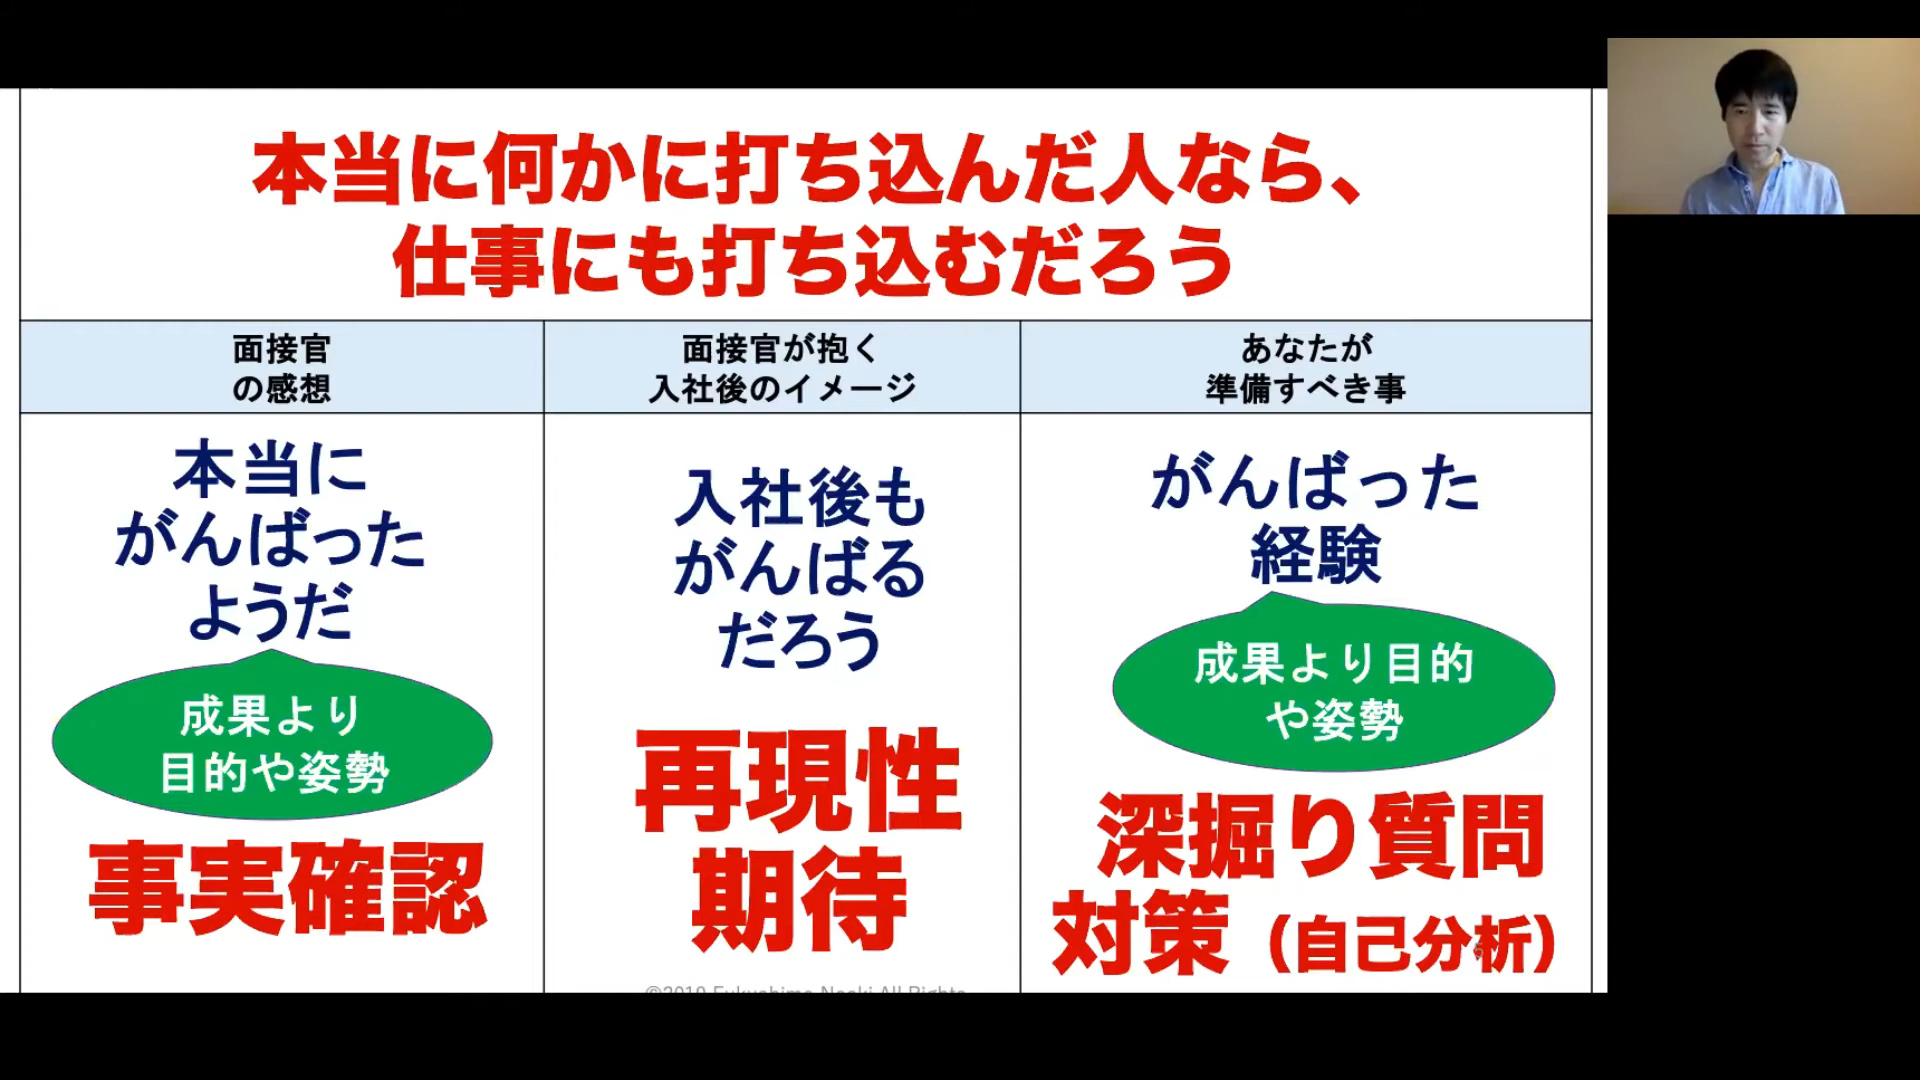 本当に何かに打ち込んだ人なら、
仕事にも打ち込むだろう
面接官
の感想
面接官が抱く
入社後のイメージ
あなたが
準備すべき事
本当に
がんばった
ようだ
成果より
目的や姿勢
事実確認
入社後も
がんばる
だろう
再現性
期待
がんばった
経験
成果より目的
や姿勢
深掘り質問
対策（自己分析）
©2019 Fukushima Naoki All Rights